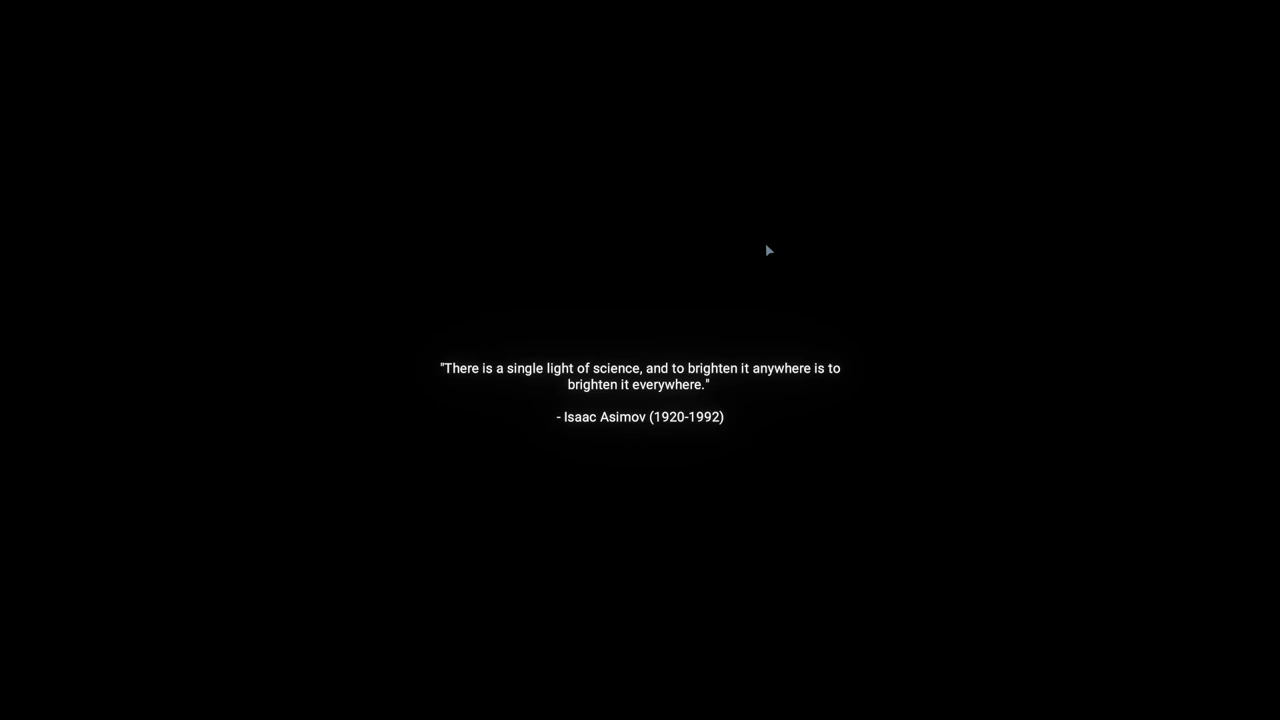 "There is a single light of science, and to brighten it anywhere is to
brighten it everywhere."
- Isaac Asimov (1920-1992)